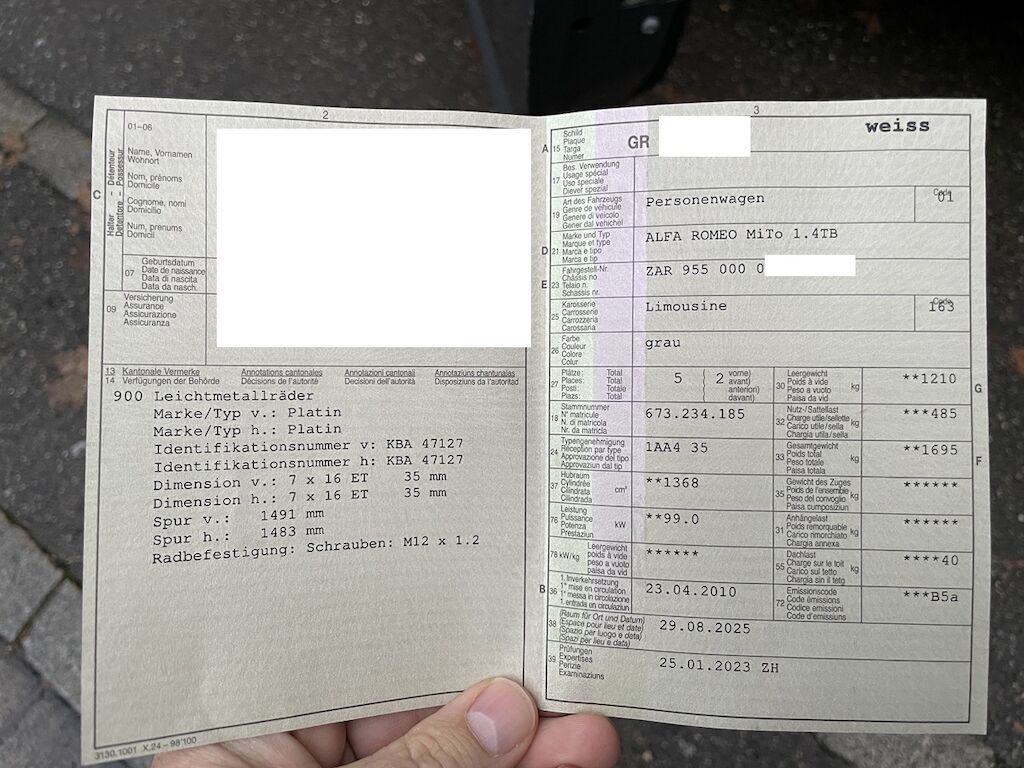 2
01–06
Halter – Détenteur
Detentore – Possessur
C
Name, Vornamen
Wohnort
Nom, prénoms
Domicile
Cognome, nomi
Domicilio
Num, prenums
Domicil
07
Geburtsdatum
Date de naissance
Data di nascita
Data da nasch.
09
Versicherung
Assurance
Assicurazione
Assicuranza
13 Kantonale Vermerke Annotations cantonales Annotazioni cantonali Annotaziuns chantunalas
14 Verfügungen der Behörde Décisions de l'autorité Decisioni dell'autorità Disposiziuns da l'autoritad
900 Leichtmetallräder
Marke/Typ v.: Platin
Marke/Typ h.: Platin
Identifikationsnummer v: KBA 47127
Identifikationsnummer h: KBA 47127
Dimension v.: 7 x 16 ET 35 mm
Dimension h.: 7 x 16 ET 35 mm
Spur v.: 1491 mm
Spur h.: 1483 mm
Radbefestigung: Schrauben: M12 x 1.2
3130.1001 X.24 – 98'100
3
A 15
Schild
Plaque
Targa
Numer
GR
weiss
17
Bes. Verwendung
Usage spécial
Uso speciale
Diever spezial
19
Art des Fahrzeugs
Genre de véhicule
Genere di veicolo
Gener dal vehichel
Personenwagen
Code
01
D 21
Marke und Typ
Marque et type
Marca e tipo
Marca e tip
ALFA ROMEO MiTo 1.4TB
E 23
Fahrgestell-Nr.
Châssis no
Telaio n.
Schassis nr.
ZAR 955 000 0
25
Karosserie
Carrosserie
Carrozzeria
Carossaria
Limousine
Code
163
26
Farbe
Couleur
Colore
Colur
grau
27
Plätze: Total
Places: Total
Posti: Totale
Plazs: Total
5 2
vorne)
avant)
anteriori)
davant)
30
Leergewicht
Poids à vide
Peso a vuoto
Paisa da vid
kg
**1210
G
18
Stammnummer
N° matricule
N. di matricola
Nr. da matricla
673.234.185
32
Nutz-/Sattellast
Charge utile/sellette
Carico utile/sella
Chargia utila/sella
kg
***485
24
Typengenehmigung
Réception par type
Approvazione del tipo
Approvaziun dal tip
1AA4 35
33
Gesamtgewicht
Poids total
Peso totale
Paisa totala
kg
**1695
F
37
Hubraum
Cylindrée
Cilindrata
Cilindrada
cm³
**1368
35
Gewicht des Zuges
Poids de l'ensemble
Peso del convoglio
Paisa cumposiziun
kg
******
76
Leistung
Puissance
Potenza
Prestaziun
kW
**99.0
31
Anhängelast
Poids remorquable
Carico rimorchiato
Chargia annexa
kg
******
78 kW/kg
Leergewicht
poids à vide
peso a vuoto
paisa da vid
******
55
Dachlast
Charge sur le toit
Carico sul tetto
Chargia sin il tetg
kg
****40
B 36
1. Inverkehrsetzung
1re mise en circulation
1a messa in circolazione
1. entrada en circulaziun
23.04.2010
72
Emissionscode
Code émissions
Codice emissioni
Code d'emissiuns
***B5a
38
(Raum für Ort und Datum)
(Espace pour lieu et date)
(Spazio per luogo e data)
(Spazi per lieu e data)
29.08.2025
39
Prüfungen
Expertises
Perizie
Examinaziuns
25.01.2023 ZH